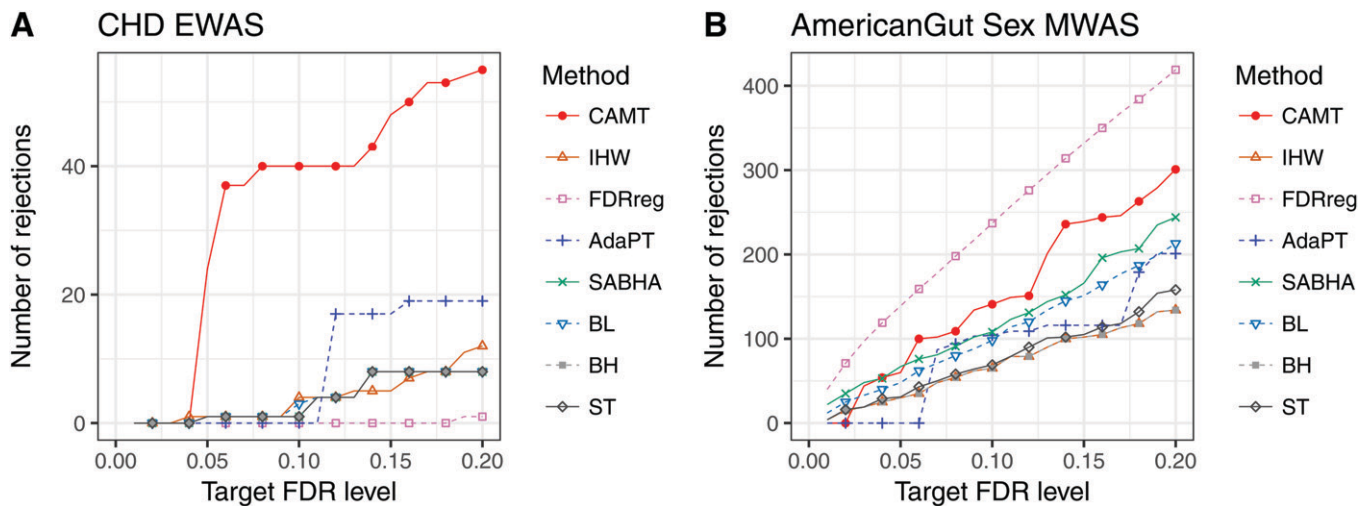 A CHD EWAS
Number of rejections
40
20
0
0.00 0.05 0.10 0.15 0.20
Target FDR level
Method
CAMT
IHW
FDRreg
AdaPT
SABHA
BL
BH
ST
B AmericanGut Sex MWAS
Number of rejections
400
300
200
100
0
0.00 0.05 0.10 0.15 0.20
Target FDR level
Method
CAMT
IHW
FDRreg
AdaPT
SABHA
BL
BH
ST